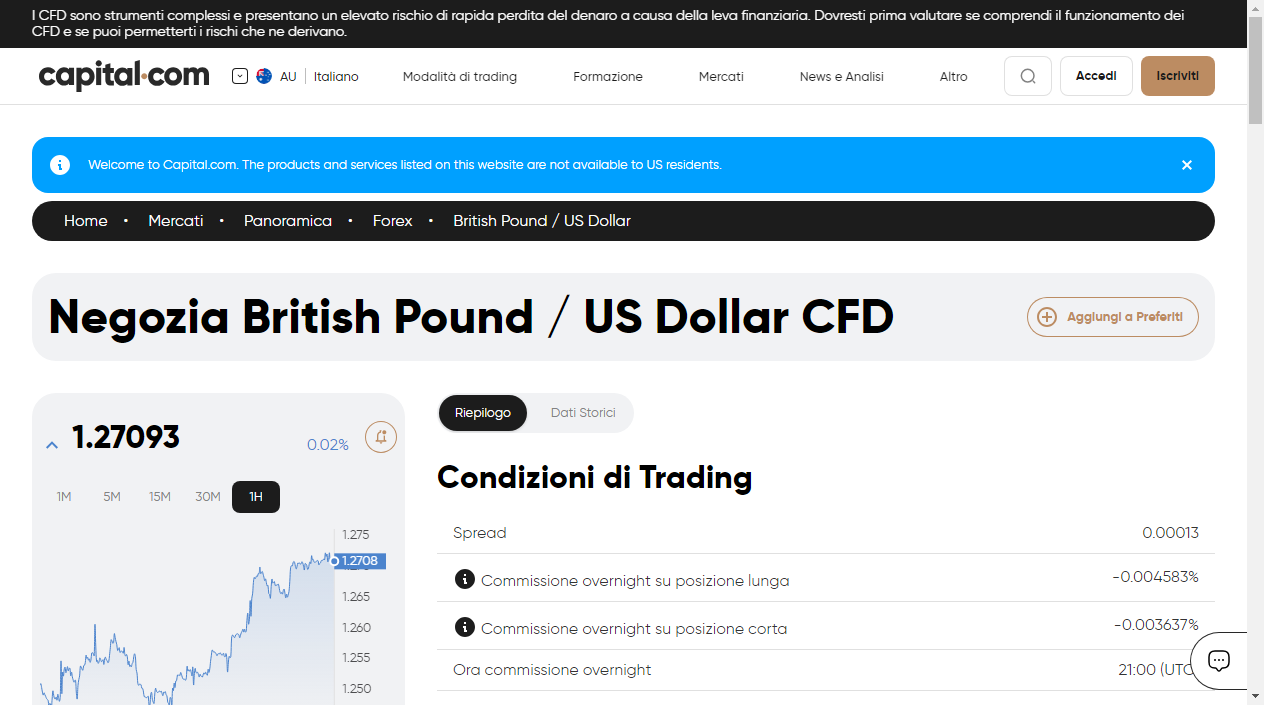 I CFD sono strumenti complessi e presentano un elevato rischio di rapida perdita del denaro a causa della leva finanziaria. Dovresti prima valutare se comprendi il funzionamento dei
CFD e se puoi permetterti i rischi che ne derivano.
capital.com
AU Italiano
Modalità di trading
Formazione
Mercati
News e Analisi
Altro
Accedi
Iscriviti
Welcome to Capital.com. The products and services listed on this website are not available to US residents.
Home • Mercati • Panoramica • Forex • British Pound / US Dollar
Negozia British Pound / US Dollar CFD
Aggiungi a Preferiti
1.27093
0.02%
1M 5M 15M 30M 1H
1.275
1.2708
1.265
1.260
1.255
1.250
Riepilogo
Dati Storici
Condizioni di Trading
Spread 0.00013
Commissione overnight su posizione lunga -0.004583%
Commissione overnight su posizione corta -0.003637%
Ora commissione overnight 21:00 (UTC